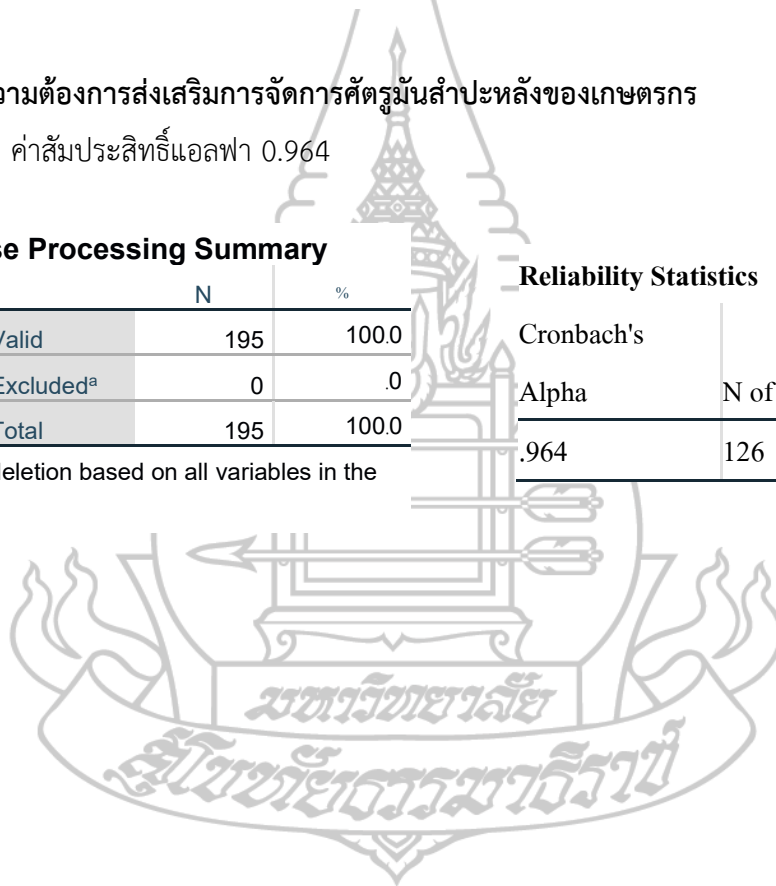 วามต้องการส่งเสริมการจัดการศัตรูมันสำปะหลังของเกษตรกร
ค่าสัมประสิทธิ์แอลฟา 0.964
se Processing Summary
N %
Valid 195 100.0
Excludedᵃ 0 .0
Total 195 100.0
deletion based on all variables in the
Reliability Statistics
Cronbach's
Alpha N of
.964 126
มหาวิทยาลัย
สุโขทัยธรรมาธิราช